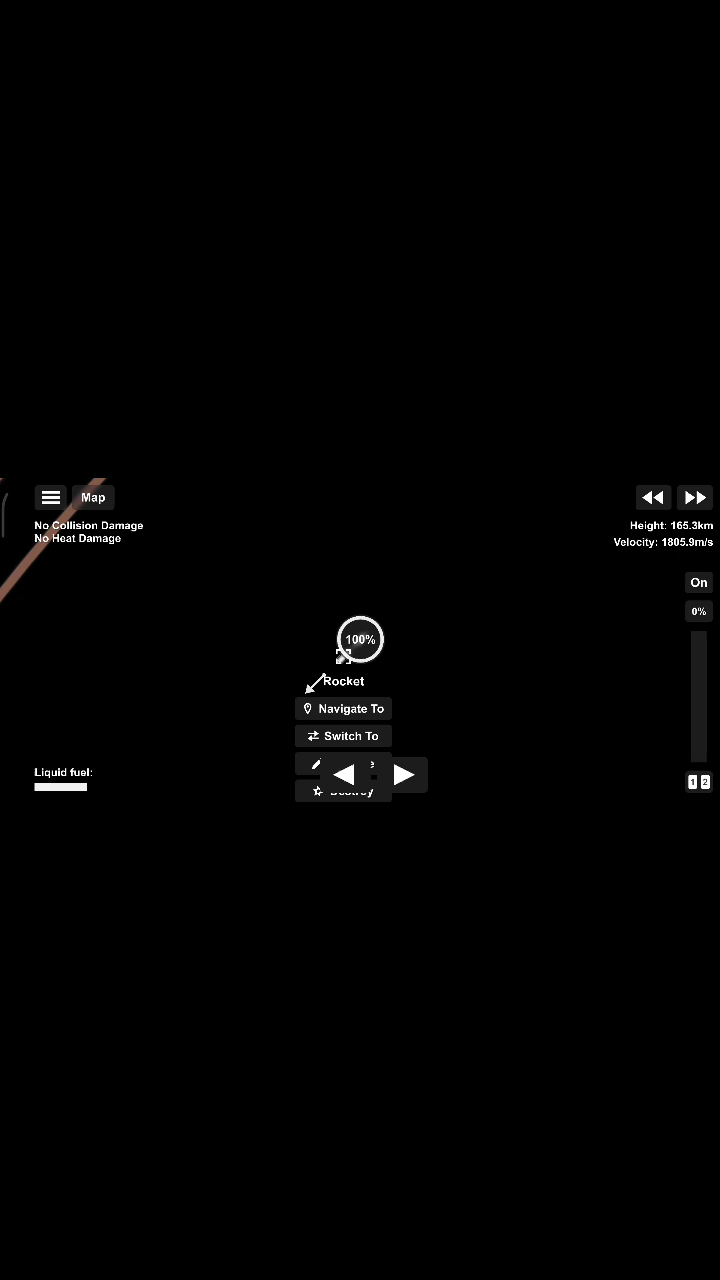 Map
No Collision Damage
No Heat Damage
Height: 165.3km
Velocity: 1805.9m/s
On
0%
100%
Rocket
Navigate To
Switch To
Destroy
Liquid fuel:
1 2